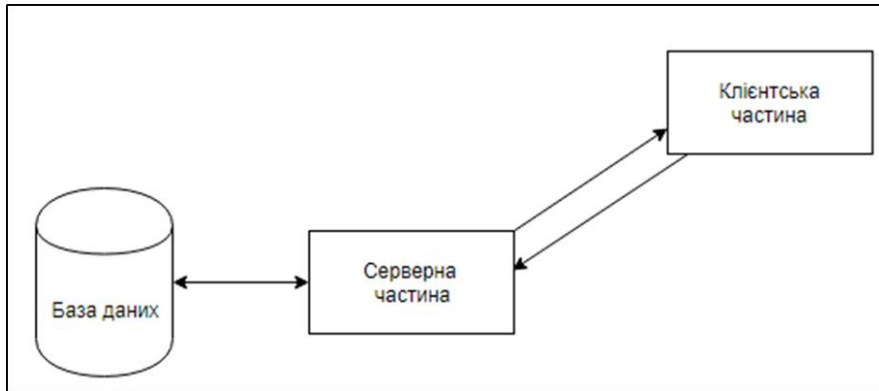 Клієнтська
частина
Серверна
частина
База даних